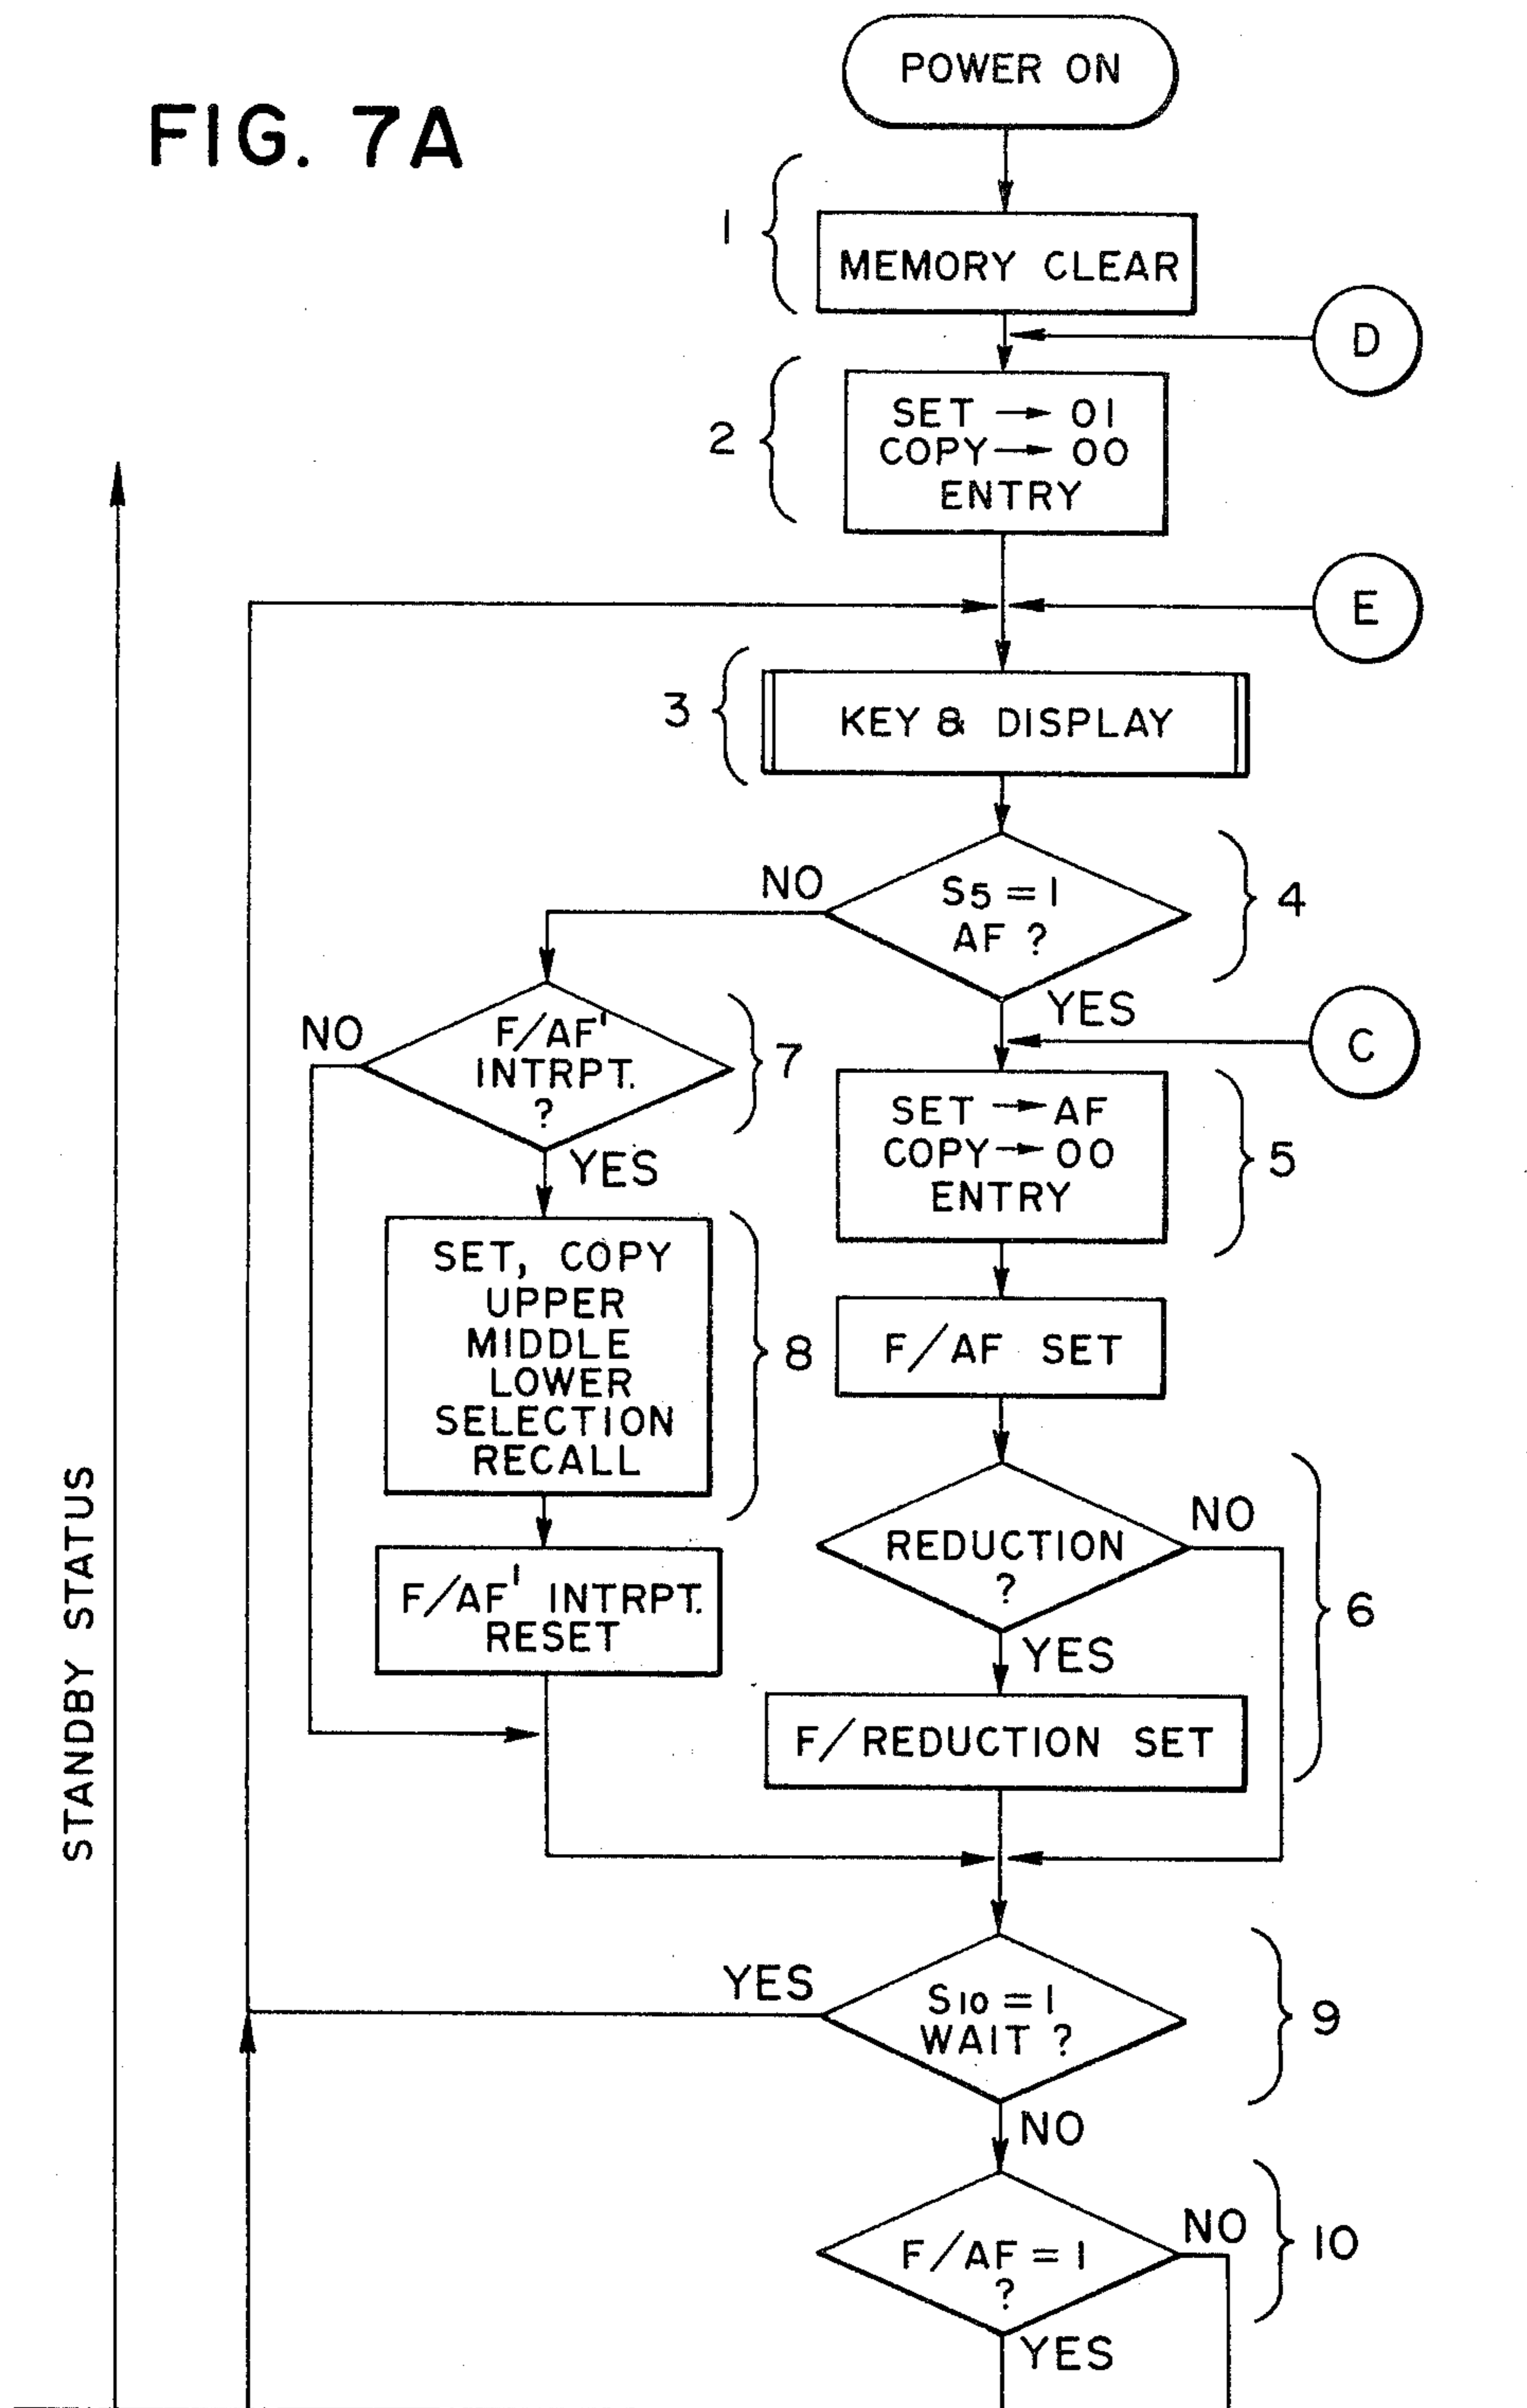 FIG. 7A
POWER ON
1
MEMORY CLEAR
D
2
SET → 01
COPY → 00
ENTRY
E
3
KEY & DISPLAY
NO
S5 = 1
AF ?
4
YES
C
NO
F/AF'
INTRPT.
?
7
YES
SET → AF
COPY → 00
ENTRY
5
SET, COPY
UPPER
MIDDLE
LOWER
SELECTION
RECALL
8
F/AF SET
REDUCTION
?
NO
6
YES
F/AF' INTRPT.
RESET
F/REDUCTION SET
STANDBY STATUS
YES
S10 = 1
WAIT ?
9
NO
F/AF = 1
?
NO
10
YES